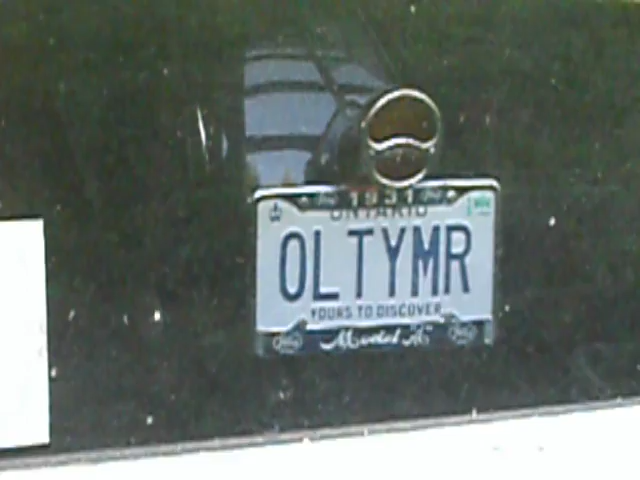 1931
ONTARIO
OLTYMR
YOURS TO DISCOVER
Model "A"